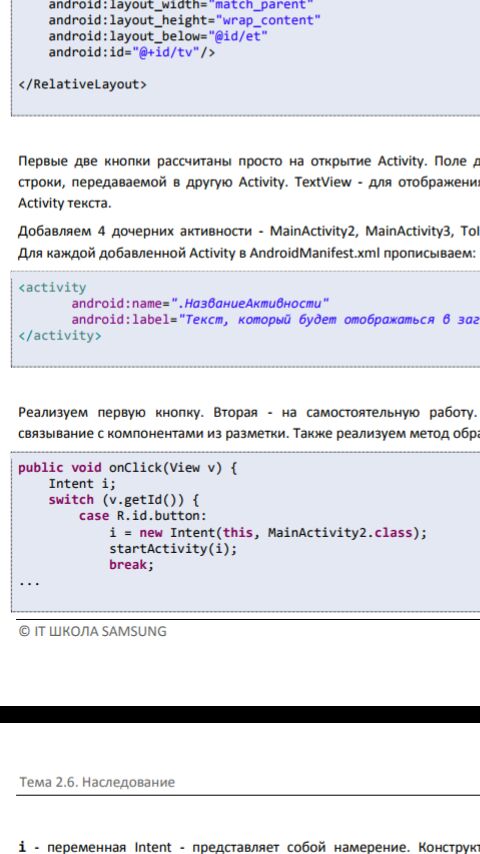 android:layout_width="match_parent"
android:layout_height="wrap_content"
android:layout_below="@id/et"
android:id="@+id/tv"/>
</RelativeLayout>
Первые две кнопки рассчитаны просто на открытие Activity. Поле д
строки, передаваемой в другую Activity. TextView - для отображения
Activity текста.
Добавляем 4 дочерних активности - MainActivity2, MainActivity3, ToI
Для каждой добавленной Activity в AndroidManifest.xml прописываем:
<activity
android:name=".НазваниеАктивности"
android:label="Текст, который будет отображаться в заг
</activity>
Реализуем первую кнопку. Вторая - на самостоятельную работу.
связывание с компонентами из разметки. Также реализуем метод обра
public void onClick(View v) {
Intent i;
switch (v.getId()) {
case R.id.button:
i = new Intent(this, MainActivity2.class);
startActivity(i);
break;
...
© IT ШКОЛА SAMSUNG
Тема 2.6. Наследование
i - переменная Intent - представляет собой намерение. Конструкт